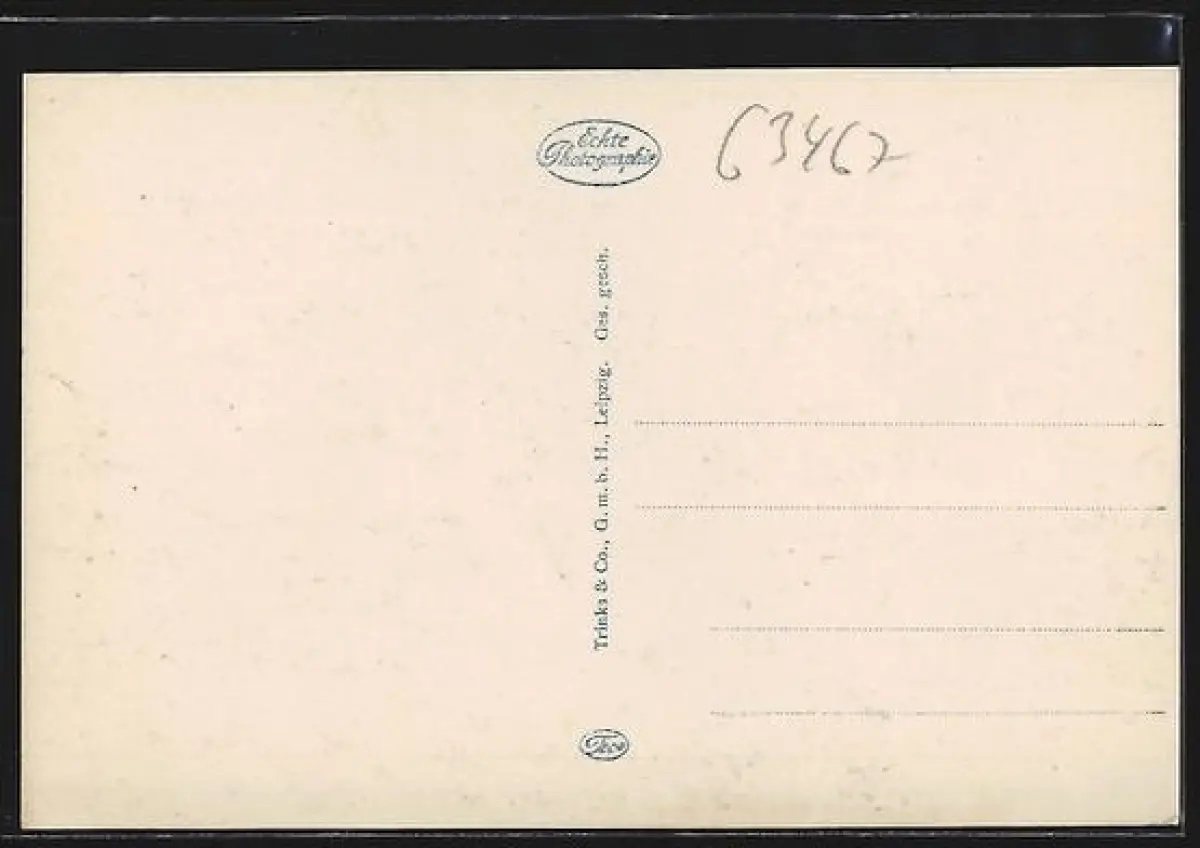 Echte
Photographie
63467
Trinks & Co., G. m. b. H., Leipzig. Ges. gesch.